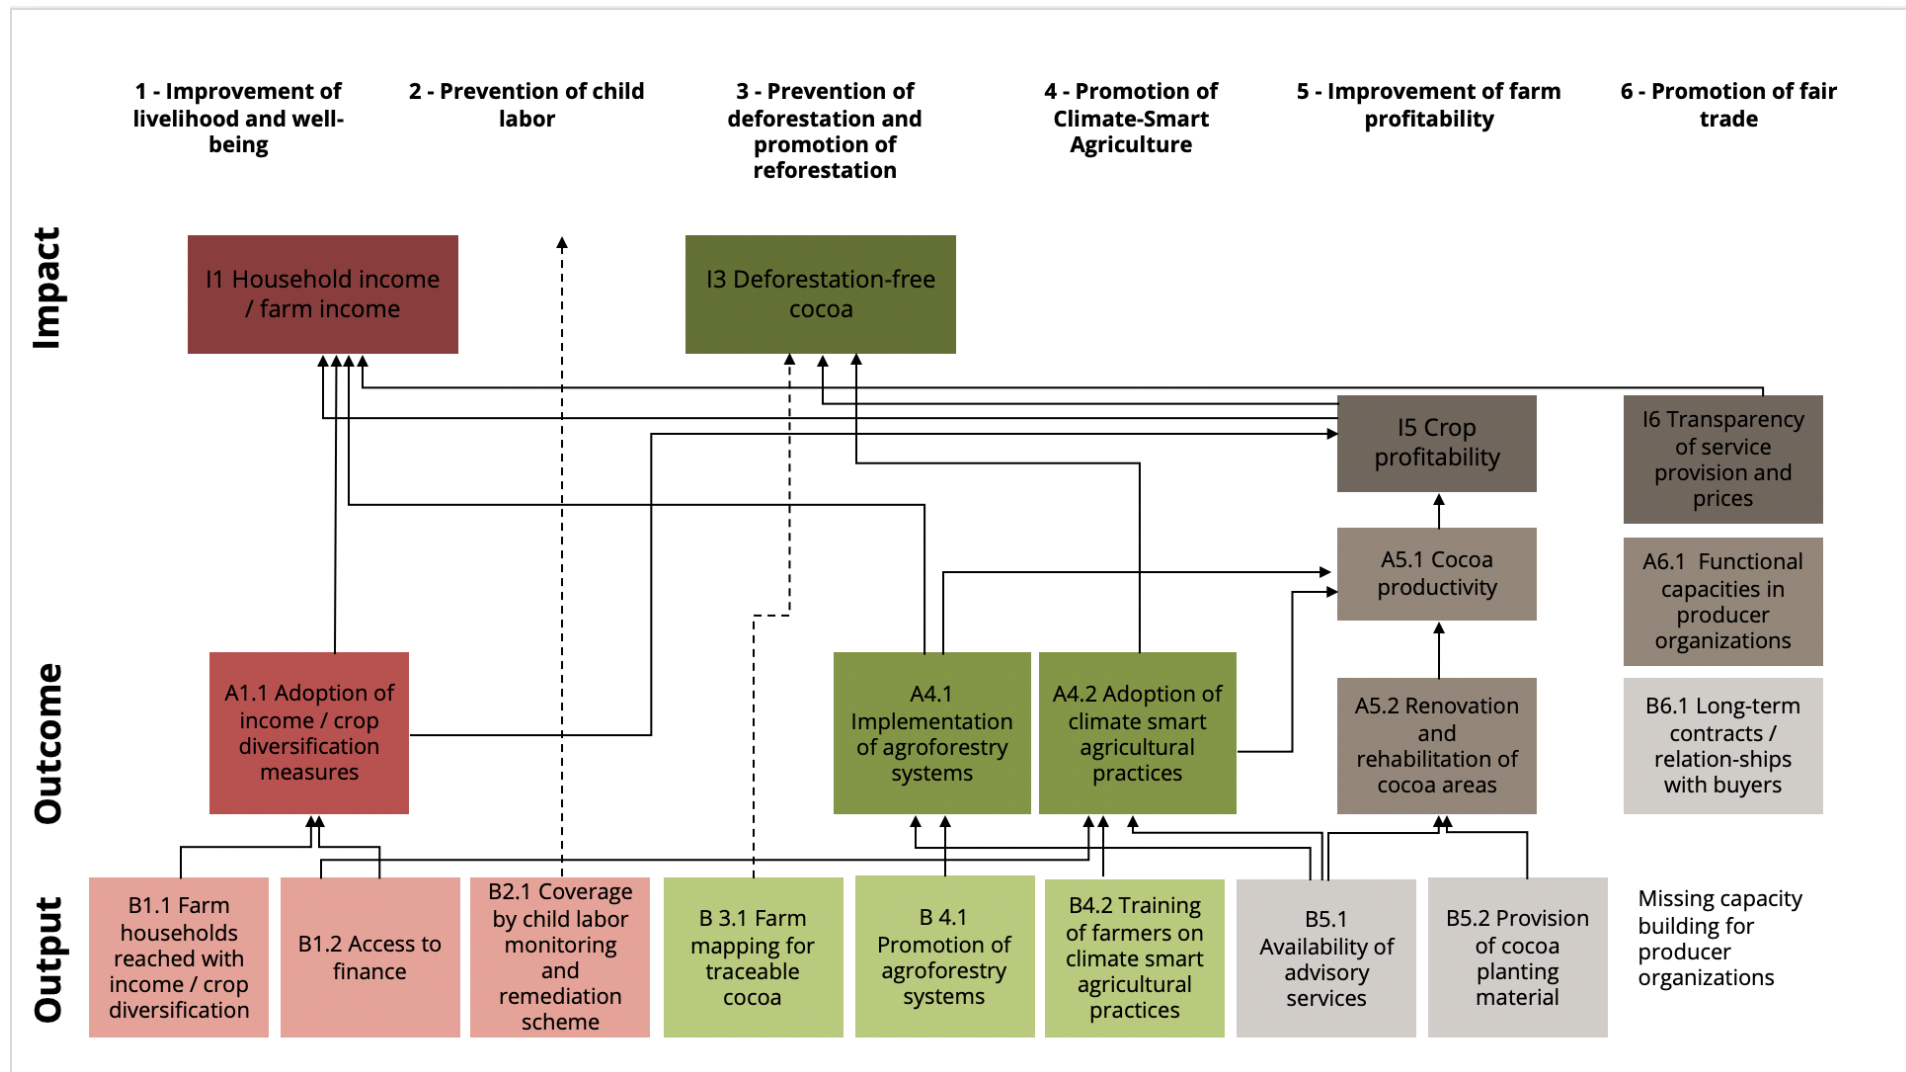 1 - Improvement of
livelihood and well-
being
2 - Prevention of child
labor
3 - Prevention of
deforestation and
promotion of
reforestation
4 - Promotion of
Climate-Smart
Agriculture
5 - Improvement of farm
profitability
6 - Promotion of fair
trade
Impact
I1 Household income
/ farm income
I3 Deforestation-free
cocoa
I5 Crop
profitability
I6 Transparency
of service
provision and
prices
A5.1 Cocoa
productivity
A6.1 Functional
capacities in
producer
organizations
Outcome
A1.1 Adoption of
income / crop
diversification
measures
A4.1
Implementation
of agroforestry
systems
A4.2 Adoption of
climate smart
agricultural
practices
A5.2 Renovation
and
rehabilitation of
cocoa areas
B6.1 Long-term
contracts /
relation-ships
with buyers
Output
B1.1 Farm
households
reached with
income / crop
diversification
B1.2 Access to
finance
B2.1 Coverage
by child labor
monitoring
and
remediation
scheme
B 3.1 Farm
mapping for
traceable
cocoa
B 4.1
Promotion of
agroforestry
systems
B4.2 Training
of farmers on
climate smart
agricultural
practices
B5.1
Availability of
advisory
services
B5.2 Provision
of cocoa
planting
material
Missing capacity
building for
producer
organizations